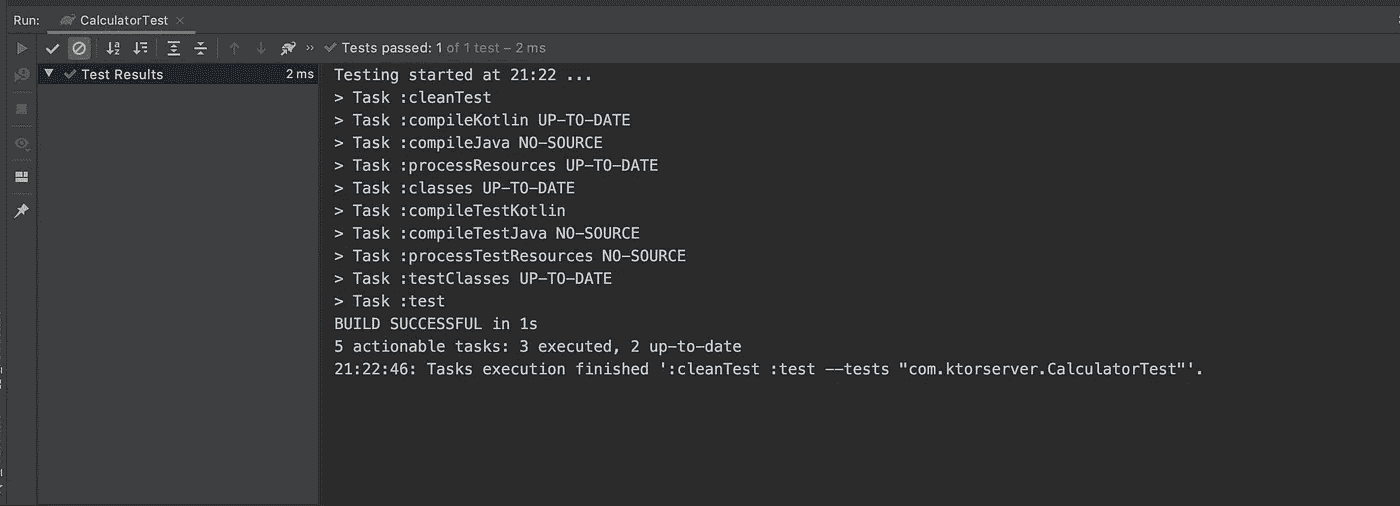 Run: CalculatorTest
Tests passed: 1 of 1 test – 2 ms
Test Results 2 ms
Testing started at 21:22 ...
> Task :cleanTest
> Task :compileKotlin UP-TO-DATE
> Task :compileJava NO-SOURCE
> Task :processResources UP-TO-DATE
> Task :classes UP-TO-DATE
> Task :compileTestKotlin
> Task :compileTestJava NO-SOURCE
> Task :processTestResources NO-SOURCE
> Task :testClasses UP-TO-DATE
> Task :test
BUILD SUCCESSFUL in 1s
5 actionable tasks: 3 executed, 2 up-to-date
21:22:46: Tasks execution finished ':cleanTest :test --tests "com.ktorserver.CalculatorTest"'.